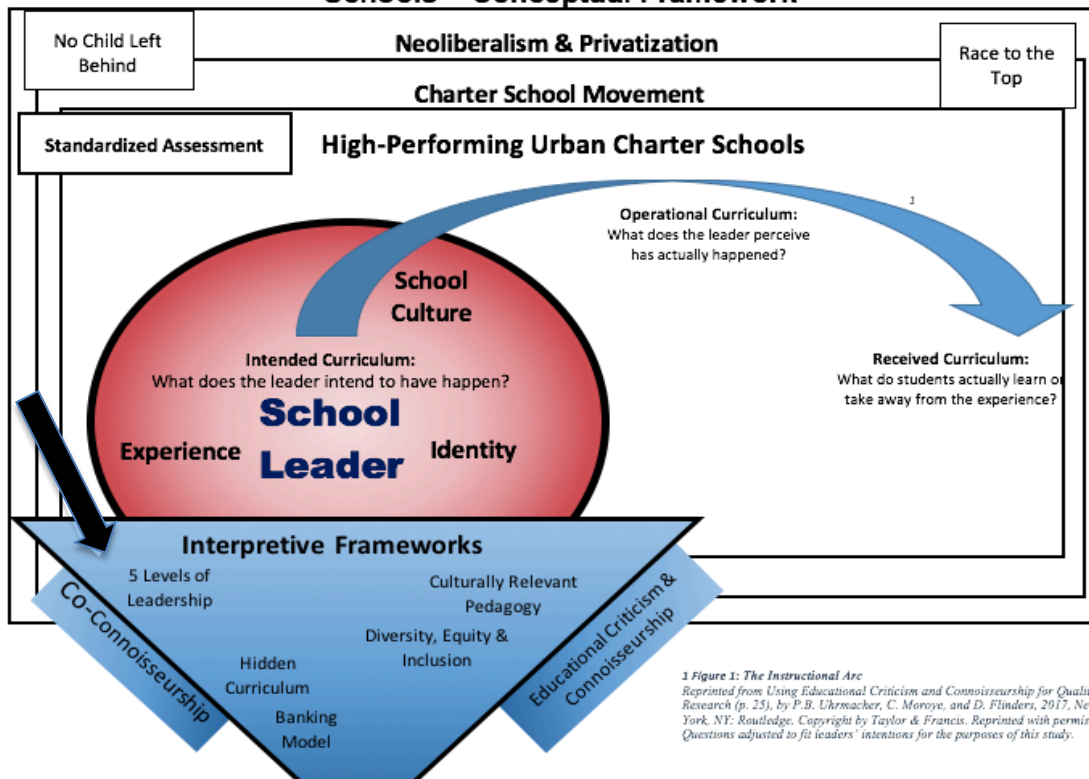 Schools – Conceptual Framework
No Child Left
Behind
Neoliberalism & Privatization
Race to the
Top
Charter School Movement
Standardized Assessment
High-Performing Urban Charter Schools
1
Operational Curriculum:
What does the leader perceive
has actually happened?
School
Culture
Intended Curriculum:
What does the leader intend to have happen?
Received Curriculum:
What do students actually learn or
take away from the experience?
School
Leader
Experience
Identity
Interpretive Frameworks
5 Levels of
Leadership
Culturally Relevant
Pedagogy
Diversity, Equity &
Inclusion
Hidden
Curriculum
Banking
Model
Co-Connoisseurship
Educational Criticism &
Connoisseurship
1 Figure 1: The Instructional Arc
Reprinted from Using Educational Criticism and Connoisseurship for Quali
Research (p. 25), by P.B. Uhrmacher, C. Moroye, and D. Flinders, 2017, Ne
York, NY: Routledge. Copyright by Taylor & Francis. Reprinted with permis
Questions adjusted to fit leaders' intentions for the purposes of this study.